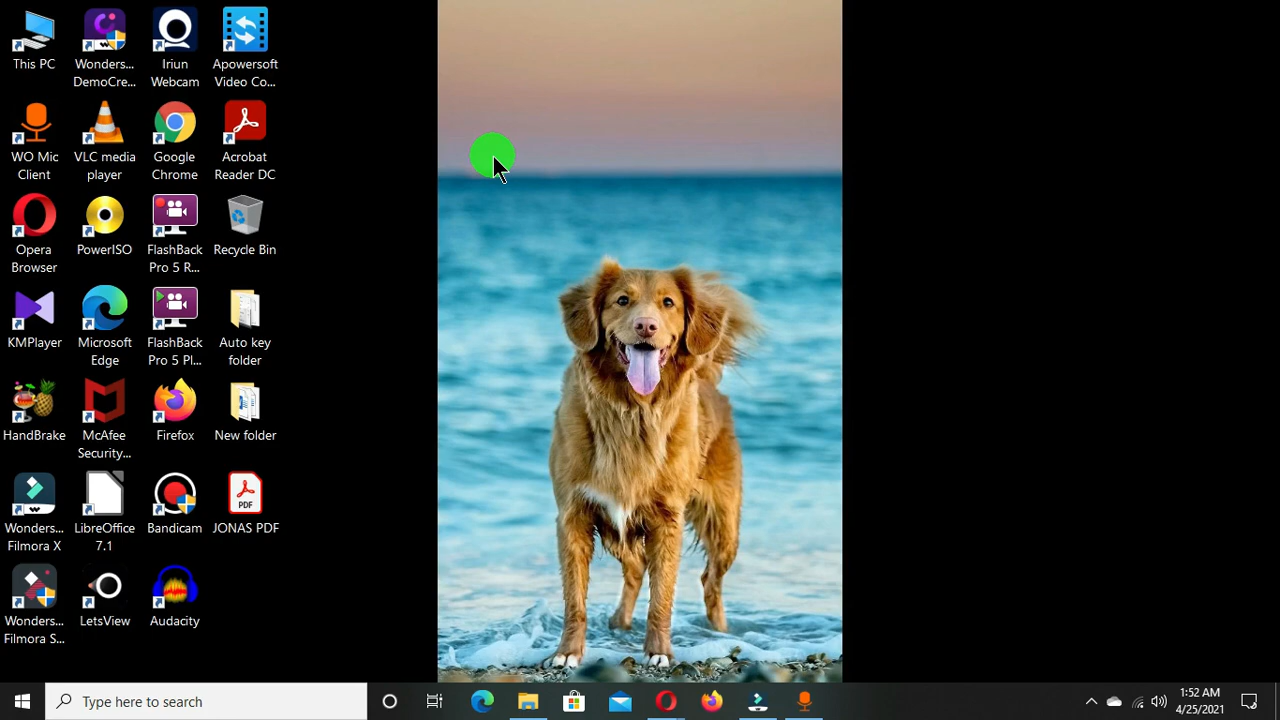 This PC
Wonders...
DemoCre...
Iriun
Webcam
Apowersoft
Video Co...
WO Mic
Client
VLC media
player
Google
Chrome
Acrobat
Reader DC
Opera
Browser
PowerISO
FlashBack
Pro 5 R...
Recycle Bin
KMPlayer
Microsoft
Edge
FlashBack
Pro 5 Pl...
Auto key
folder
HandBrake
McAfee
Security...
Firefox
New folder
Wonders...
Filmora X
LibreOffice
7.1
Bandicam
PDF
JONAS PDF
Wonders...
Filmora S...
LetsView
Audacity
Type here to search
1:52 AM
4/25/2021